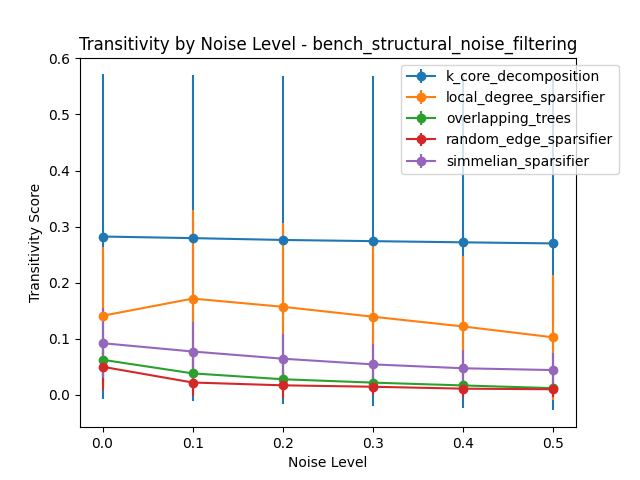 Transitivity by Noise Level - bench_structural_noise_filtering
0.6
0.5
0.4
0.3
0.2
0.1
0.0
Transitivity Score
k_core_decomposition
local_degree_sparsifier
overlapping_trees
random_edge_sparsifier
simmelian_sparsifier
0.0 0.1 0.2 0.3 0.4 0.5
Noise Level